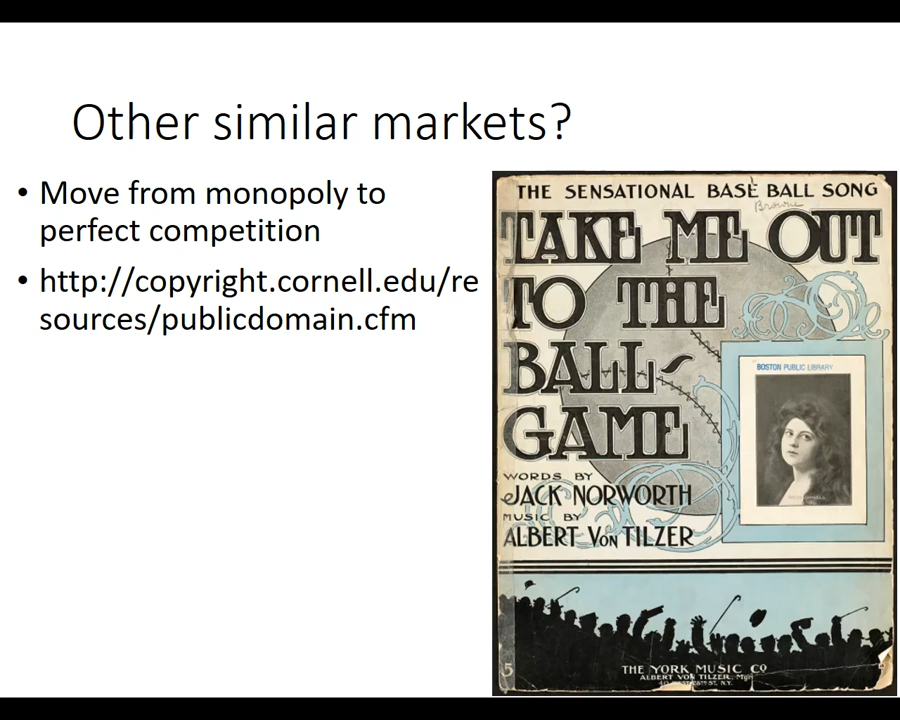 Other similar markets?
• Move from monopoly to
perfect competition
• http://copyright.cornell.edu/re
sources/publicdomain.cfm
THE SENSATIONAL BASE BALL SONG
Browne
TAKE ME OUT
TO THE
BALL-
GAME
BOSTON PUBLIC LIBRARY
WORDS BY
JACK NORWORTH
MUSIC BY
ALBERT VON TILZER
5
THE YORK MUSIC CO
ALBERT VON TILZER, Mgr